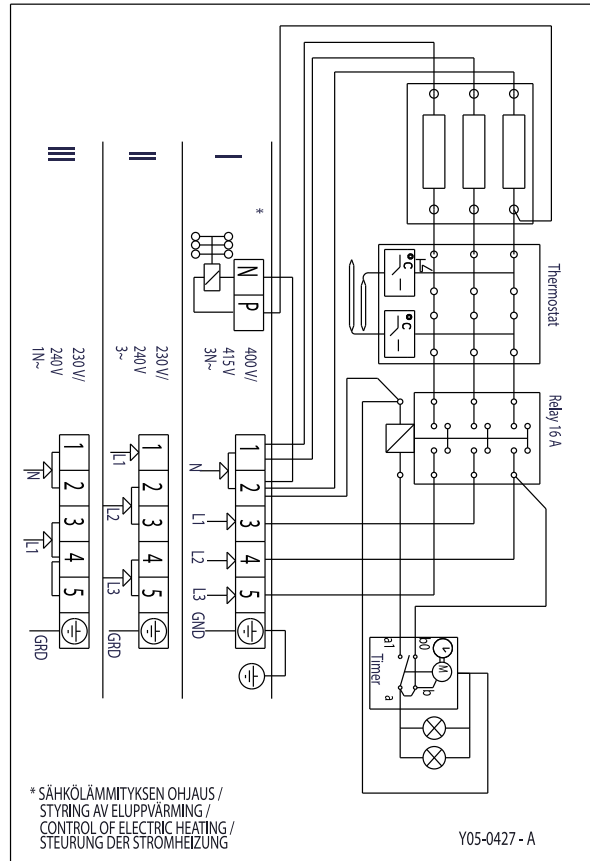 Thermostat
°C
°C
Relay 16 A
*
N P
400 V/
415 V
3N~
1 2 3 4 5
N L1 L2 L3 GND
230 V/
240 V
3~
1 2 3 4 5
L1 L2 L3 GRD
230 V/
240 V
1N~
1 2 3 4 5
N L1 GRD
a1 b0
M
a b
Timer
* SÄHKÖLÄMMITYKSEN OHJAUS /
STYRING AV ELUPPVÄRMING /
CONTROL OF ELECTRIC HEATING /
STEUERUNG DER STROMHEIZUNG
Y05-0427 - A